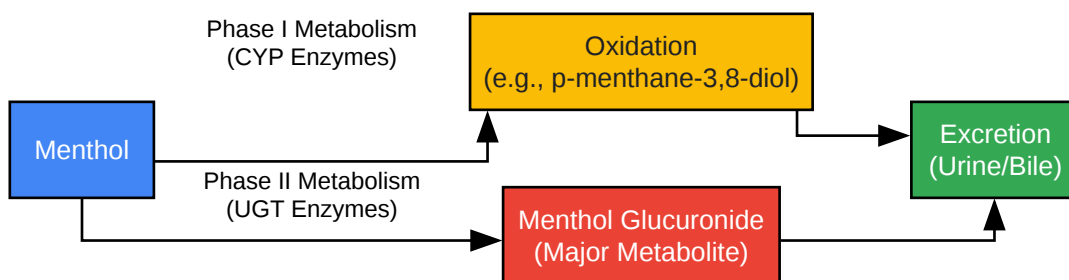 Phase I Metabolism
(CYP Enzymes)
Oxidation
(e.g., p-menthane-3,8-diol)
Menthol
Excretion
(Urine/Bile)
Phase II Metabolism
(UGT Enzymes)
Menthol Glucuronide
(Major Metabolite)